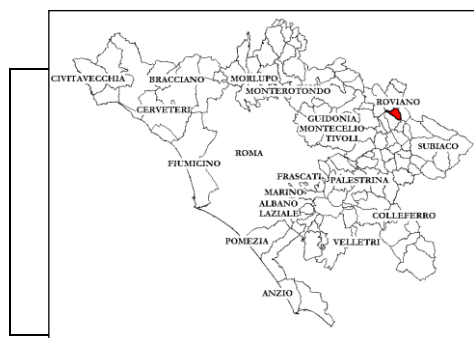 CIVITAVECCHIA
BRACCIANO
MORLUPO
MONTEROTONDO
CERVETERI
ROVIANO
GUIDONIA
MONTECELIO
TIVOLI
SUBIACO
ROMA
FIUMICINO
FRASCATI
PALESTRINA
MARINO
ALBANO
LAZIALE
COLLEFERRO
POMEZIA
VELLETRI
ANZIO